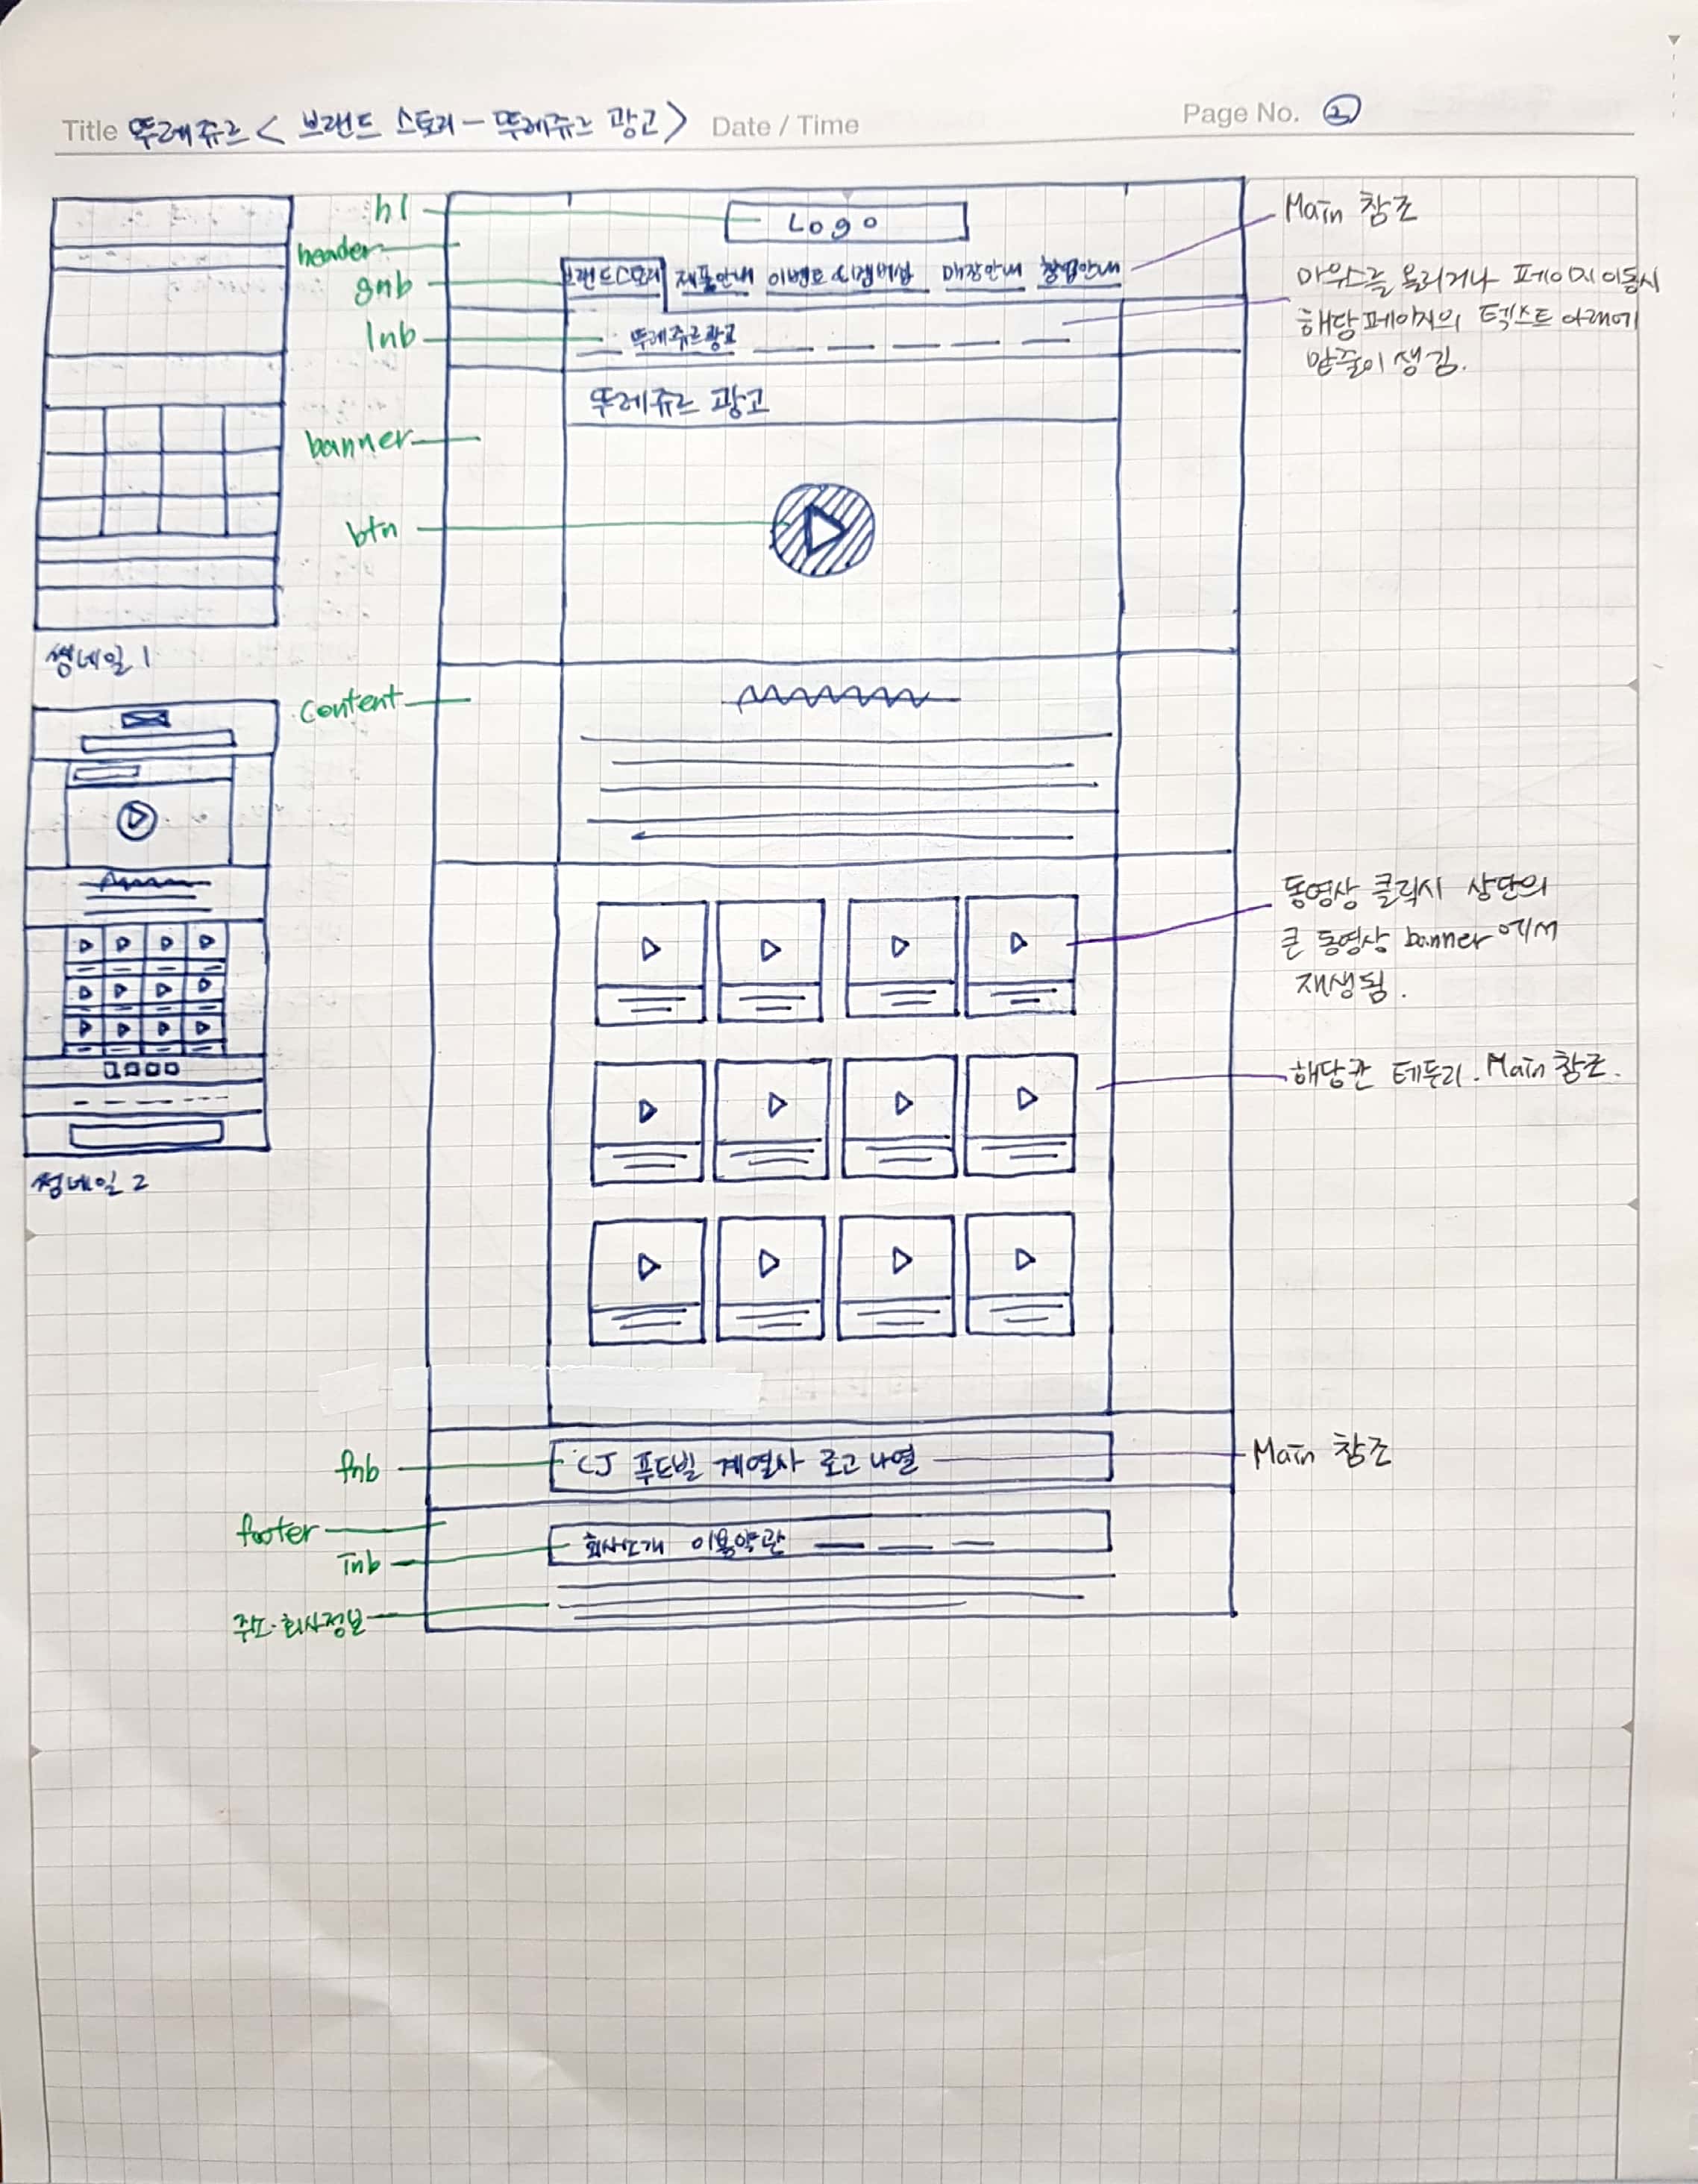 Title 뚜레쥬르 < 브랜드 스토리 - 뚜레쥬르 광고 > Date / Time
Page No. ②
h1
Logo
Main 참조
header
gnb
브랜드스토리 제품안내 이벤트&멤버십 매장안내 창업안내
마우스를 올리거나 페이지 이동시
해당페이지의 텍스트 아래에
밑줄이 생김.
lnb
뚜레쥬르광고
뚜레쥬르 광고
banner
btn
썸네일 1
content
동영상 클릭시 상단의
큰 동영상 banner에서
재생됨.
해당칸 테두리. Main 참조.
썸네일 2
fnb
CJ 푸드빌 계열사 로고 나열
Main 참조
footer
회사소개 이용약관
Tnb
주소·회사정보